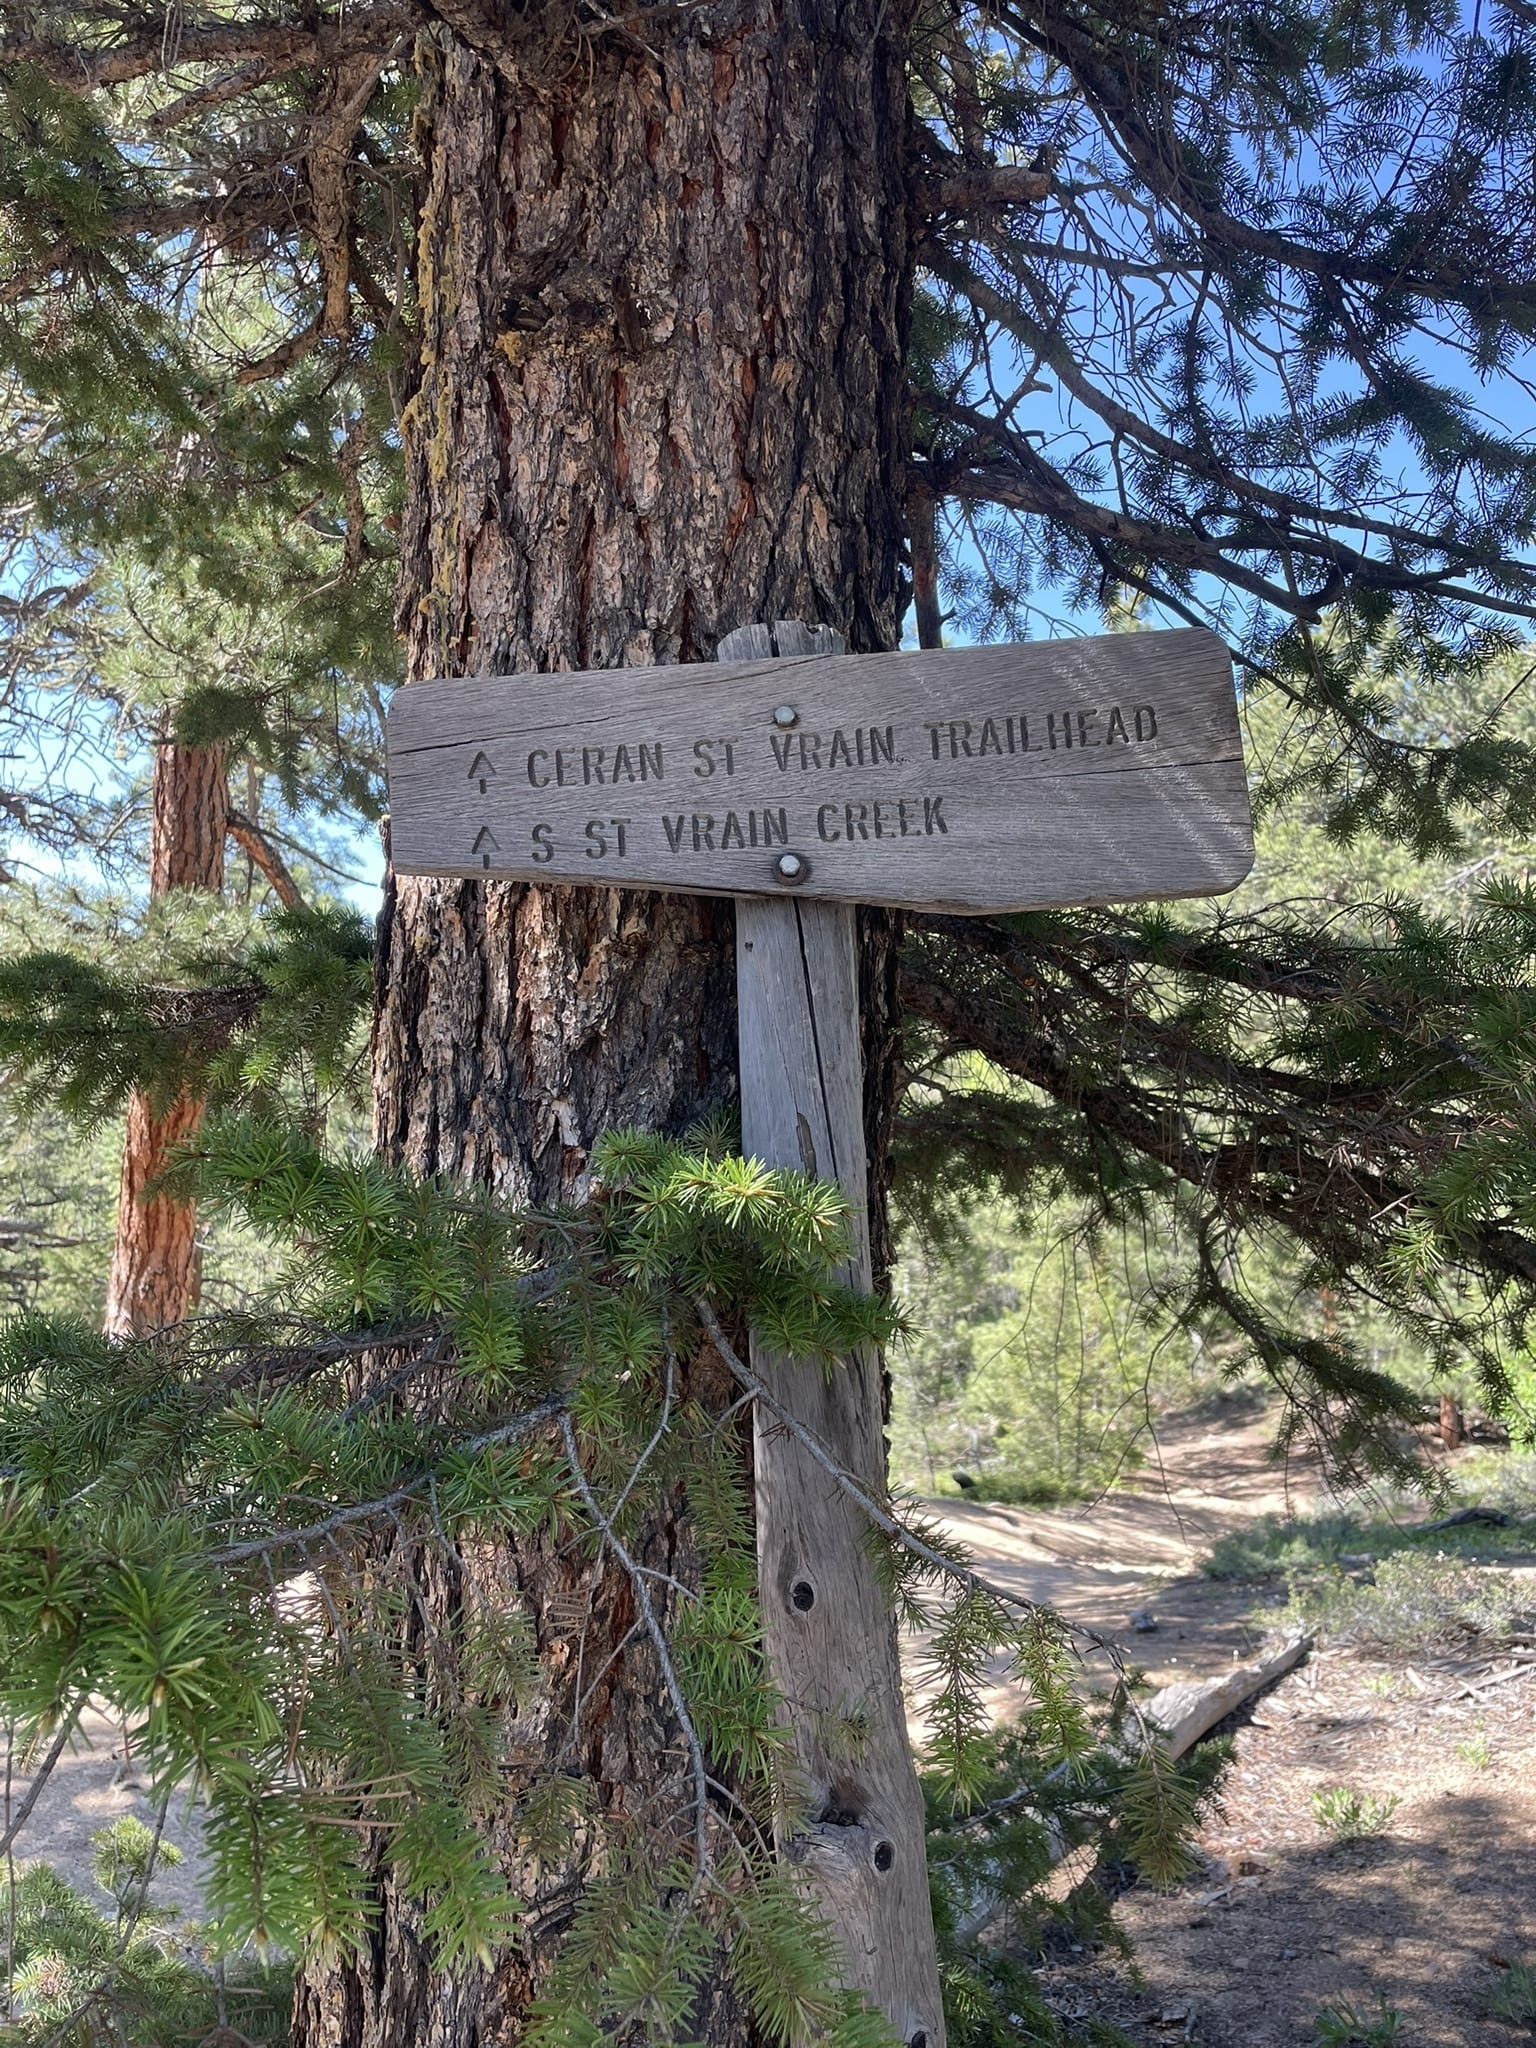 ↑ CERAN ST VRAIN TRAILHEAD
↑ S ST VRAIN CREEK